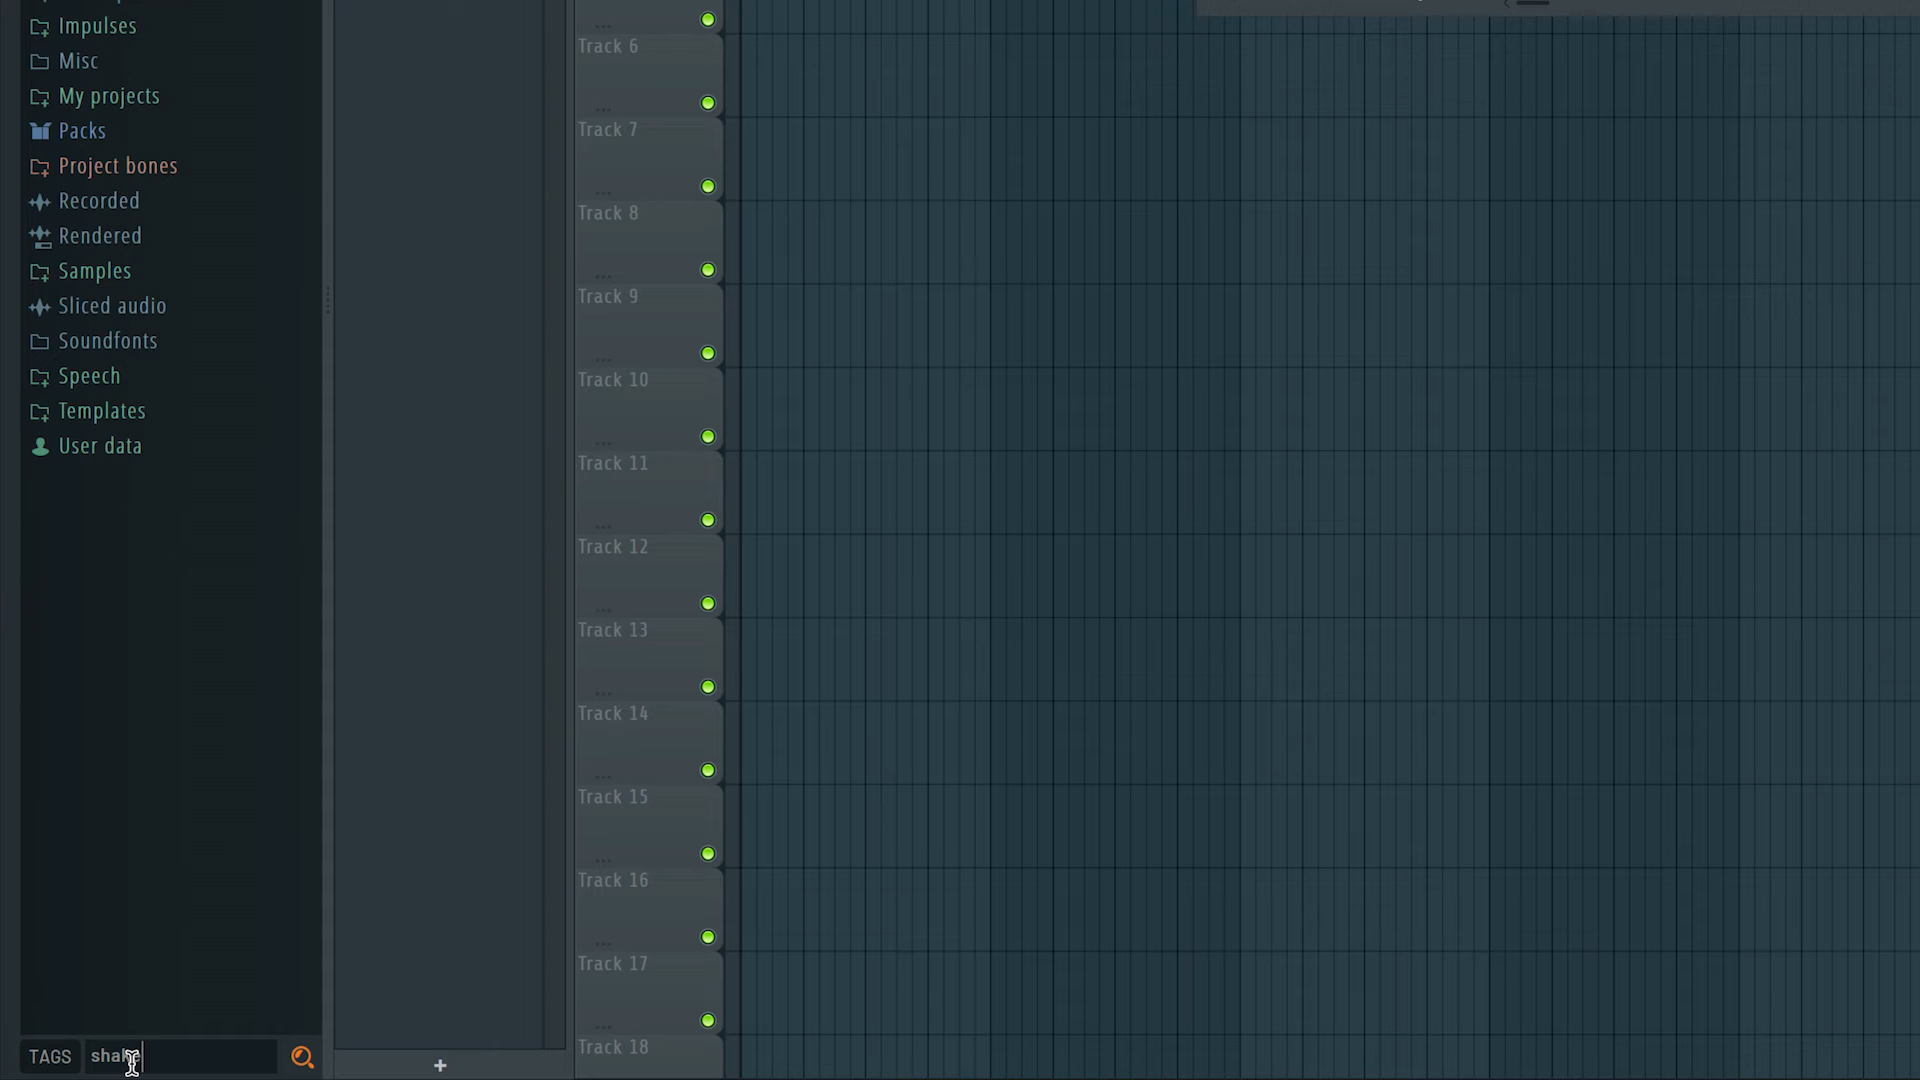 Impulses
Misc
My projects
Packs
Project bones
Recorded
Rendered
Samples
Sliced audio
Soundfonts
Speech
Templates
User data
TAGS
shake
Track 6
Track 7
Track 8
Track 9
Track 10
Track 11
Track 12
Track 13
Track 14
Track 15
Track 16
Track 17
Track 18